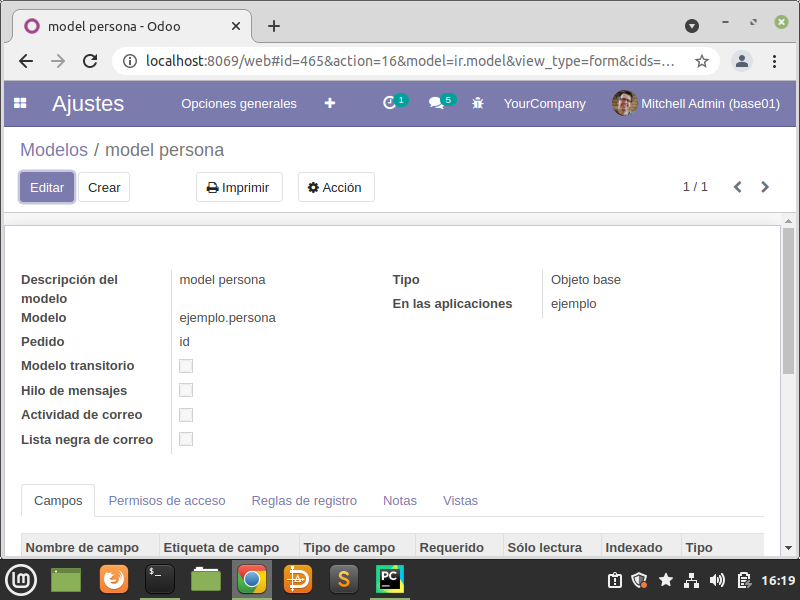 model persona - Odoo
localhost:8069/web#id=465&action=16&model=ir.model&view_type=form&cids=...
Ajustes
Opciones generales
1
5
YourCompany
Mitchell Admin (base01)
Modelos / model persona
Editar
Crear
Imprimir
Acción
1 / 1
Descripción del modelo
model persona
Modelo
ejemplo.persona
Pedido
id
Modelo transitorio
Hilo de mensajes
Actividad de correo
Lista negra de correo
Tipo
Objeto base
En las aplicaciones
ejemplo
Campos
Permisos de acceso
Reglas de registro
Notas
Vistas
Nombre de campo
Etiqueta de campo
Tipo de campo
Requerido
Sólo lectura
Indexado
Tipo
$_
S
PC
16:19